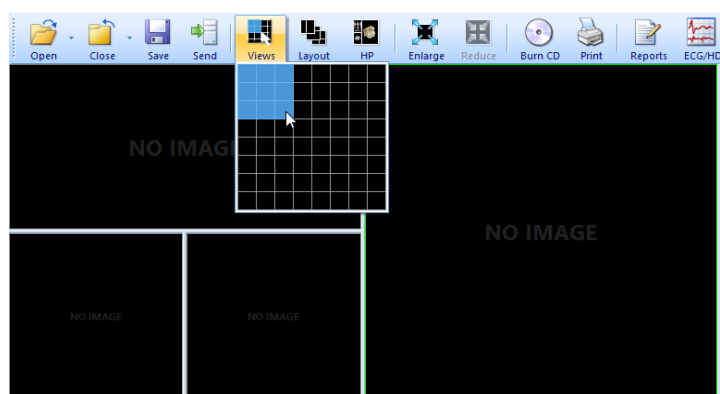 Open Close Save Send Views Layout HP Enlarge Reduce Burn CD Print Reports ECG/HD
NO IMAG
NO IMAGE
NO IMAGE NO IMAGE